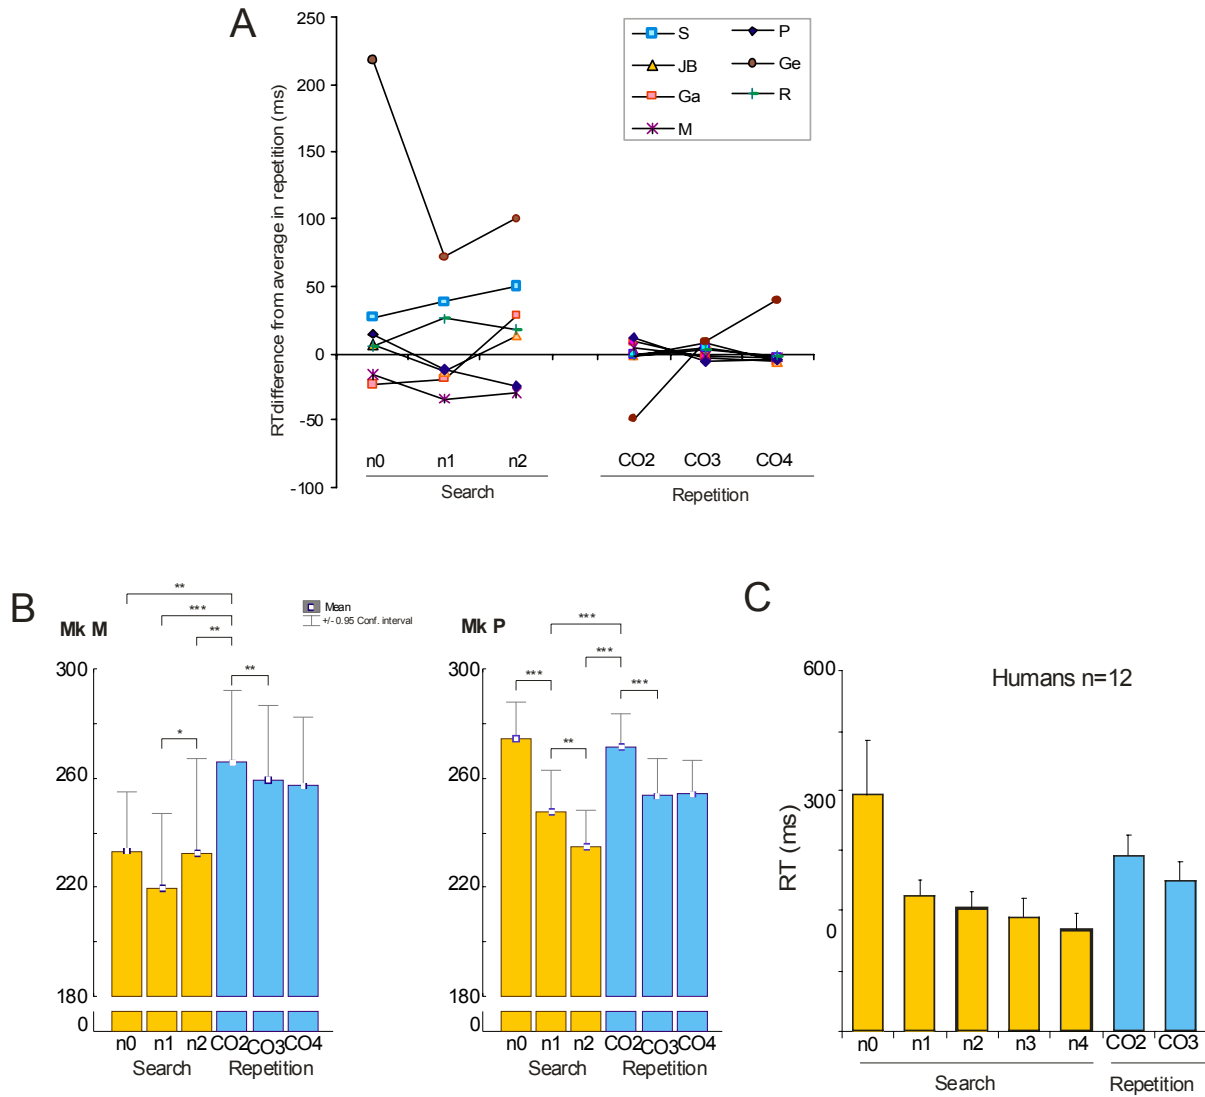 A
250
200
150
100
50
0
-50
-100
RTdifference from average in repetition (ms)
S
P
JB
Ge
Ga
R
M
n0 n1 n2 CO2 CO3 CO4
Search Repetition
B
Mk M
Mean
+/- 0.95 Conf. interval
**
***
**
**
*
300
260
220
180
0
n0 n1 n2 CO2 CO3 CO4
Search Repetition
Mk P
***
***
***
***
**
300
260
220
180
0
n0 n1 n2 CO2 CO3 CO4
Search Repetition
C
Humans n=12
600
300
0
RT (ms)
n0 n1 n2 n3 n4 CO2 CO3
Search Repetition